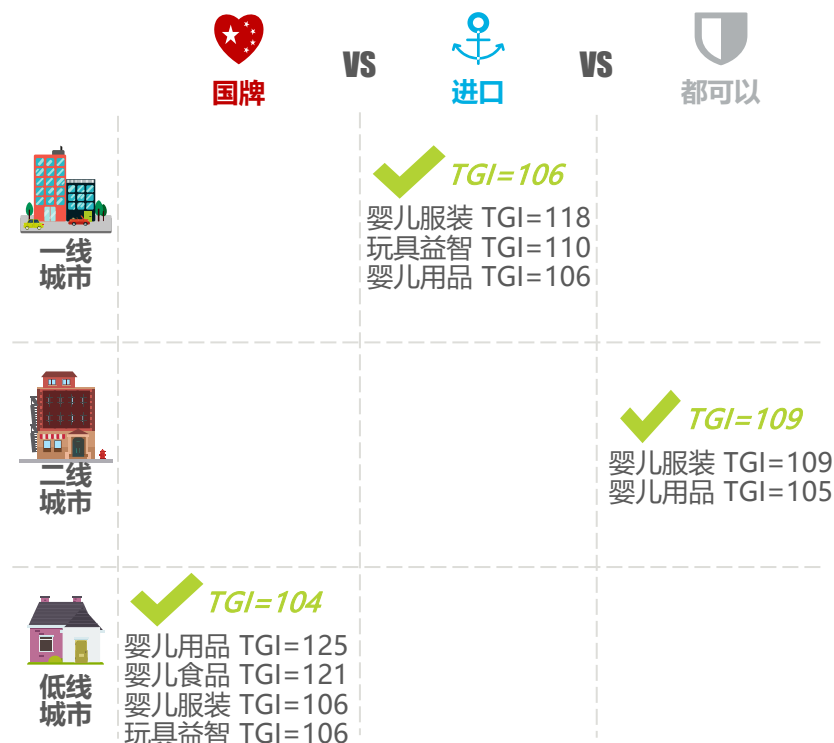 VS
VS
国牌
进口
都可以
TGI=106
婴儿服装 TGI=118
玩具益智 TGI=110
婴儿用品 TGI=106
一线
城市
TGI=109
婴儿服装 TGI=109
婴儿用品 TGI=105
二线
城市
TGI=104
婴儿用品 TGI=125
婴儿食品 TGI=121
婴儿服装 TGI=106
玩具益智 TGI=106
低线
城市